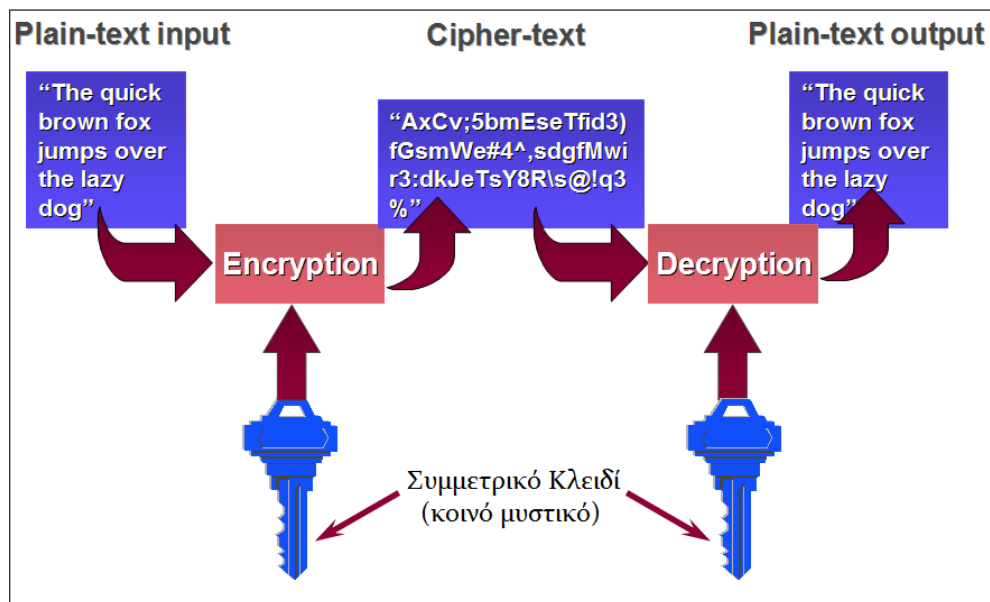 Plain-text input
Cipher-text
Plain-text output
“The quick
brown fox
jumps over
the lazy
dog”
“AxCv;5bmEseTfid3)
fGsmWe#4^,sdgfMwi
r3:dkJeTsY8R\s@!q3
%”
“The quick
brown fox
jumps over
the lazy
dog”
Encryption
Decryption
Συμμετρικό Κλειδί
(κοινό μυστικό)